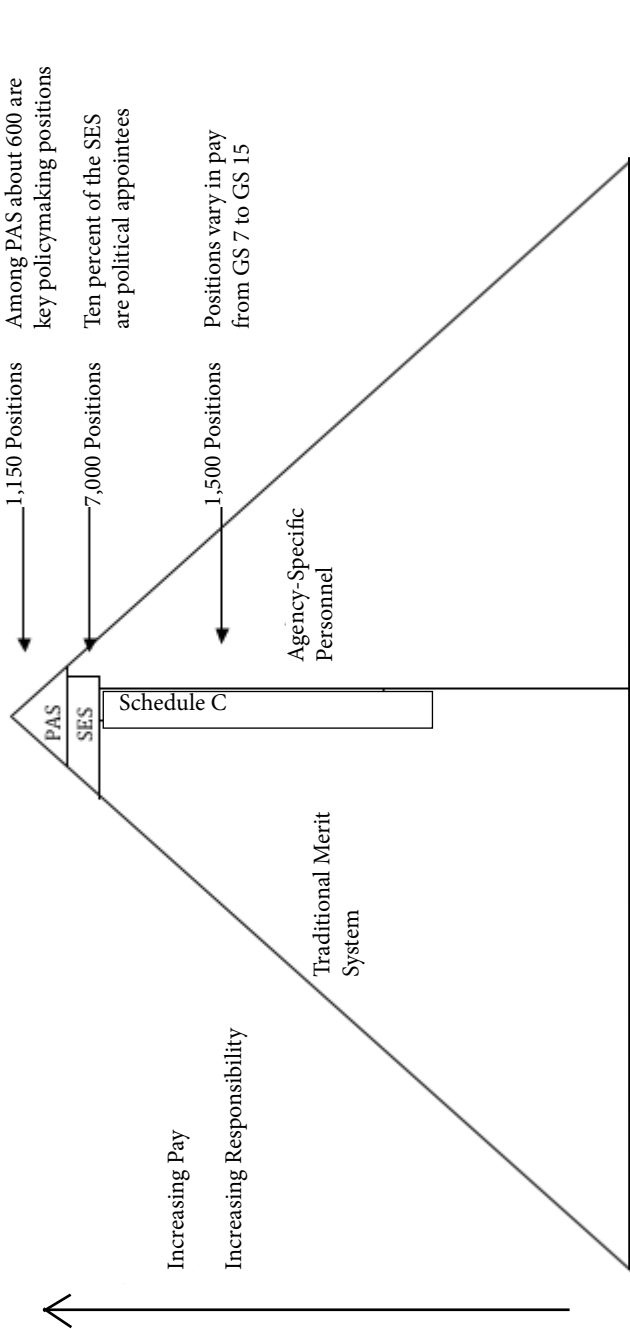 1,150 Positions
Among PAS about 600 are
key policymaking positions
7,000 Positions
Ten percent of the SES
are political appointees
1,500 Positions
Positions vary in pay
from GS 7 to GS 15
PAS
SES
Schedule C
Agency-Specific
Personnel
Traditional Merit
System
Increasing Pay
Increasing Responsibility